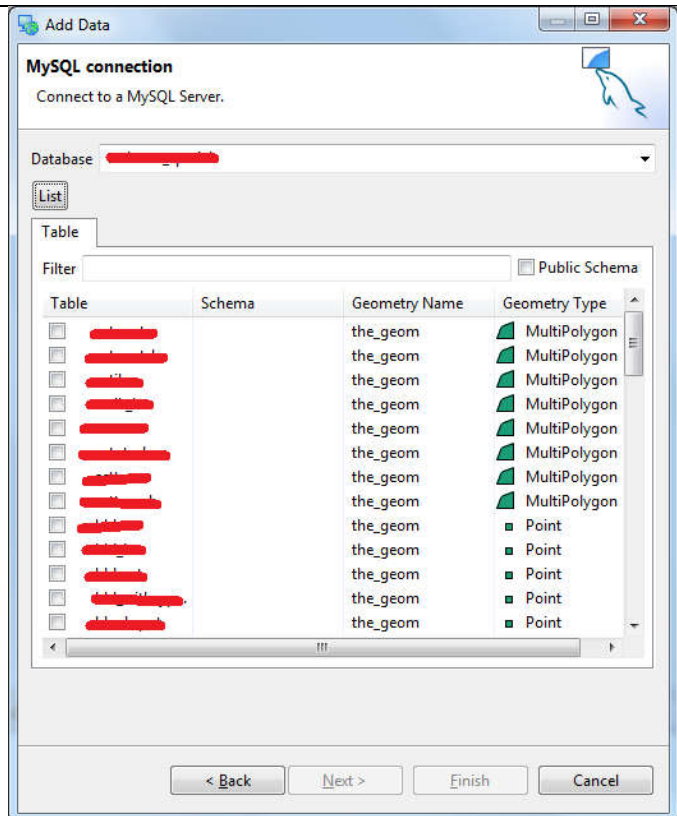 Add Data
MySQL connection
Connect to a MySQL Server.
Database
List
Table
Filter Public Schema
Table Schema Geometry Name Geometry Type
the_geom MultiPolygon
the_geom MultiPolygon
the_geom MultiPolygon
the_geom MultiPolygon
the_geom MultiPolygon
the_geom MultiPolygon
the_geom MultiPolygon
the_geom MultiPolygon
the_geom Point
the_geom Point
the_geom Point
the_geom Point
the_geom Point
< Back Next > Finish Cancel